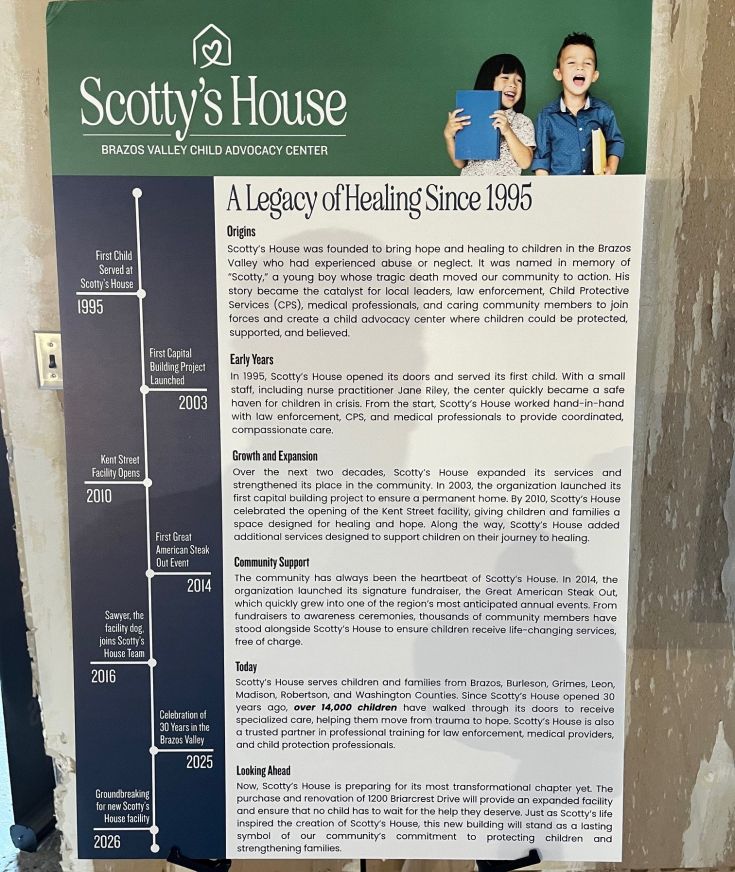 Scotty's House
BRAZOS VALLEY CHILD ADVOCACY CENTER
First Child
Served at
Scotty's House
1995
First Capital
Building Project
Launched
2003
Kent Street
Facility Opens
2010
First Great
American Steak
Out Event
2014
Sawyer, the
facility dog,
joins Scotty's
House Team
2016
Celebration of
30 Years in the
Brazos Valley
2025
Groundbreaking
for new Scotty's
House facility
2026
A Legacy of Healing Since 1995
Origins
Scotty's House was founded to bring hope and healing to children in the Brazos
Valley who had experienced abuse or neglect. It was named in memory of
"Scotty," a young boy whose tragic death moved our community to action. His
story became the catalyst for local leaders, law enforcement, Child Protective
Services (CPS), medical professionals, and caring community members to join
forces and create a child advocacy center where children could be protected,
supported, and believed.
Early Years
In 1995, Scotty's House opened its doors and served its first child. With a small
staff, including nurse practitioner Jane Riley, the center quickly became a safe
haven for children in crisis. From the start, Scotty's House worked hand-in-hand
with law enforcement, CPS, and medical professionals to provide coordinated,
compassionate care.
Growth and Expansion
Over the next two decades, Scotty's House expanded its services and
strengthened its place in the community. In 2003, the organization launched its
first capital building project to ensure a permanent home. By 2010, Scotty's House
celebrated the opening of the Kent Street facility, giving children and families a
space designed for healing and hope. Along the way, Scotty's House added
additional services designed to support children on their journey to healing.
Community Support
The community has always been the heartbeat of Scotty's House. In 2014, the
organization launched its signature fundraiser, the Great American Steak Out,
which quickly grew into one of the region's most anticipated annual events. From
fundraisers to awareness ceremonies, thousands of community members have
stood alongside Scotty's House to ensure children receive life-changing services,
free of charge.
Today
Scotty's House serves children and families from Brazos, Burleson, Grimes, Leon,
Madison, Robertson, and Washington Counties. Since Scotty's House opened 30
years ago, over 14,000 children have walked through its doors to receive
specialized care, helping them move from trauma to hope. Scotty's House is also
a trusted partner in professional training for law enforcement, medical providers,
and child protection professionals.
Looking Ahead
Now, Scotty's House is preparing for its most transformational chapter yet. The
purchase and renovation of 1200 Briarcrest Drive will provide an expanded facility
and ensure that no child has to wait for the help they deserve. Just as Scotty's life
inspired the creation of Scotty's House, this new building will stand as a lasting
symbol of our community's commitment to protecting children and
strengthening families.